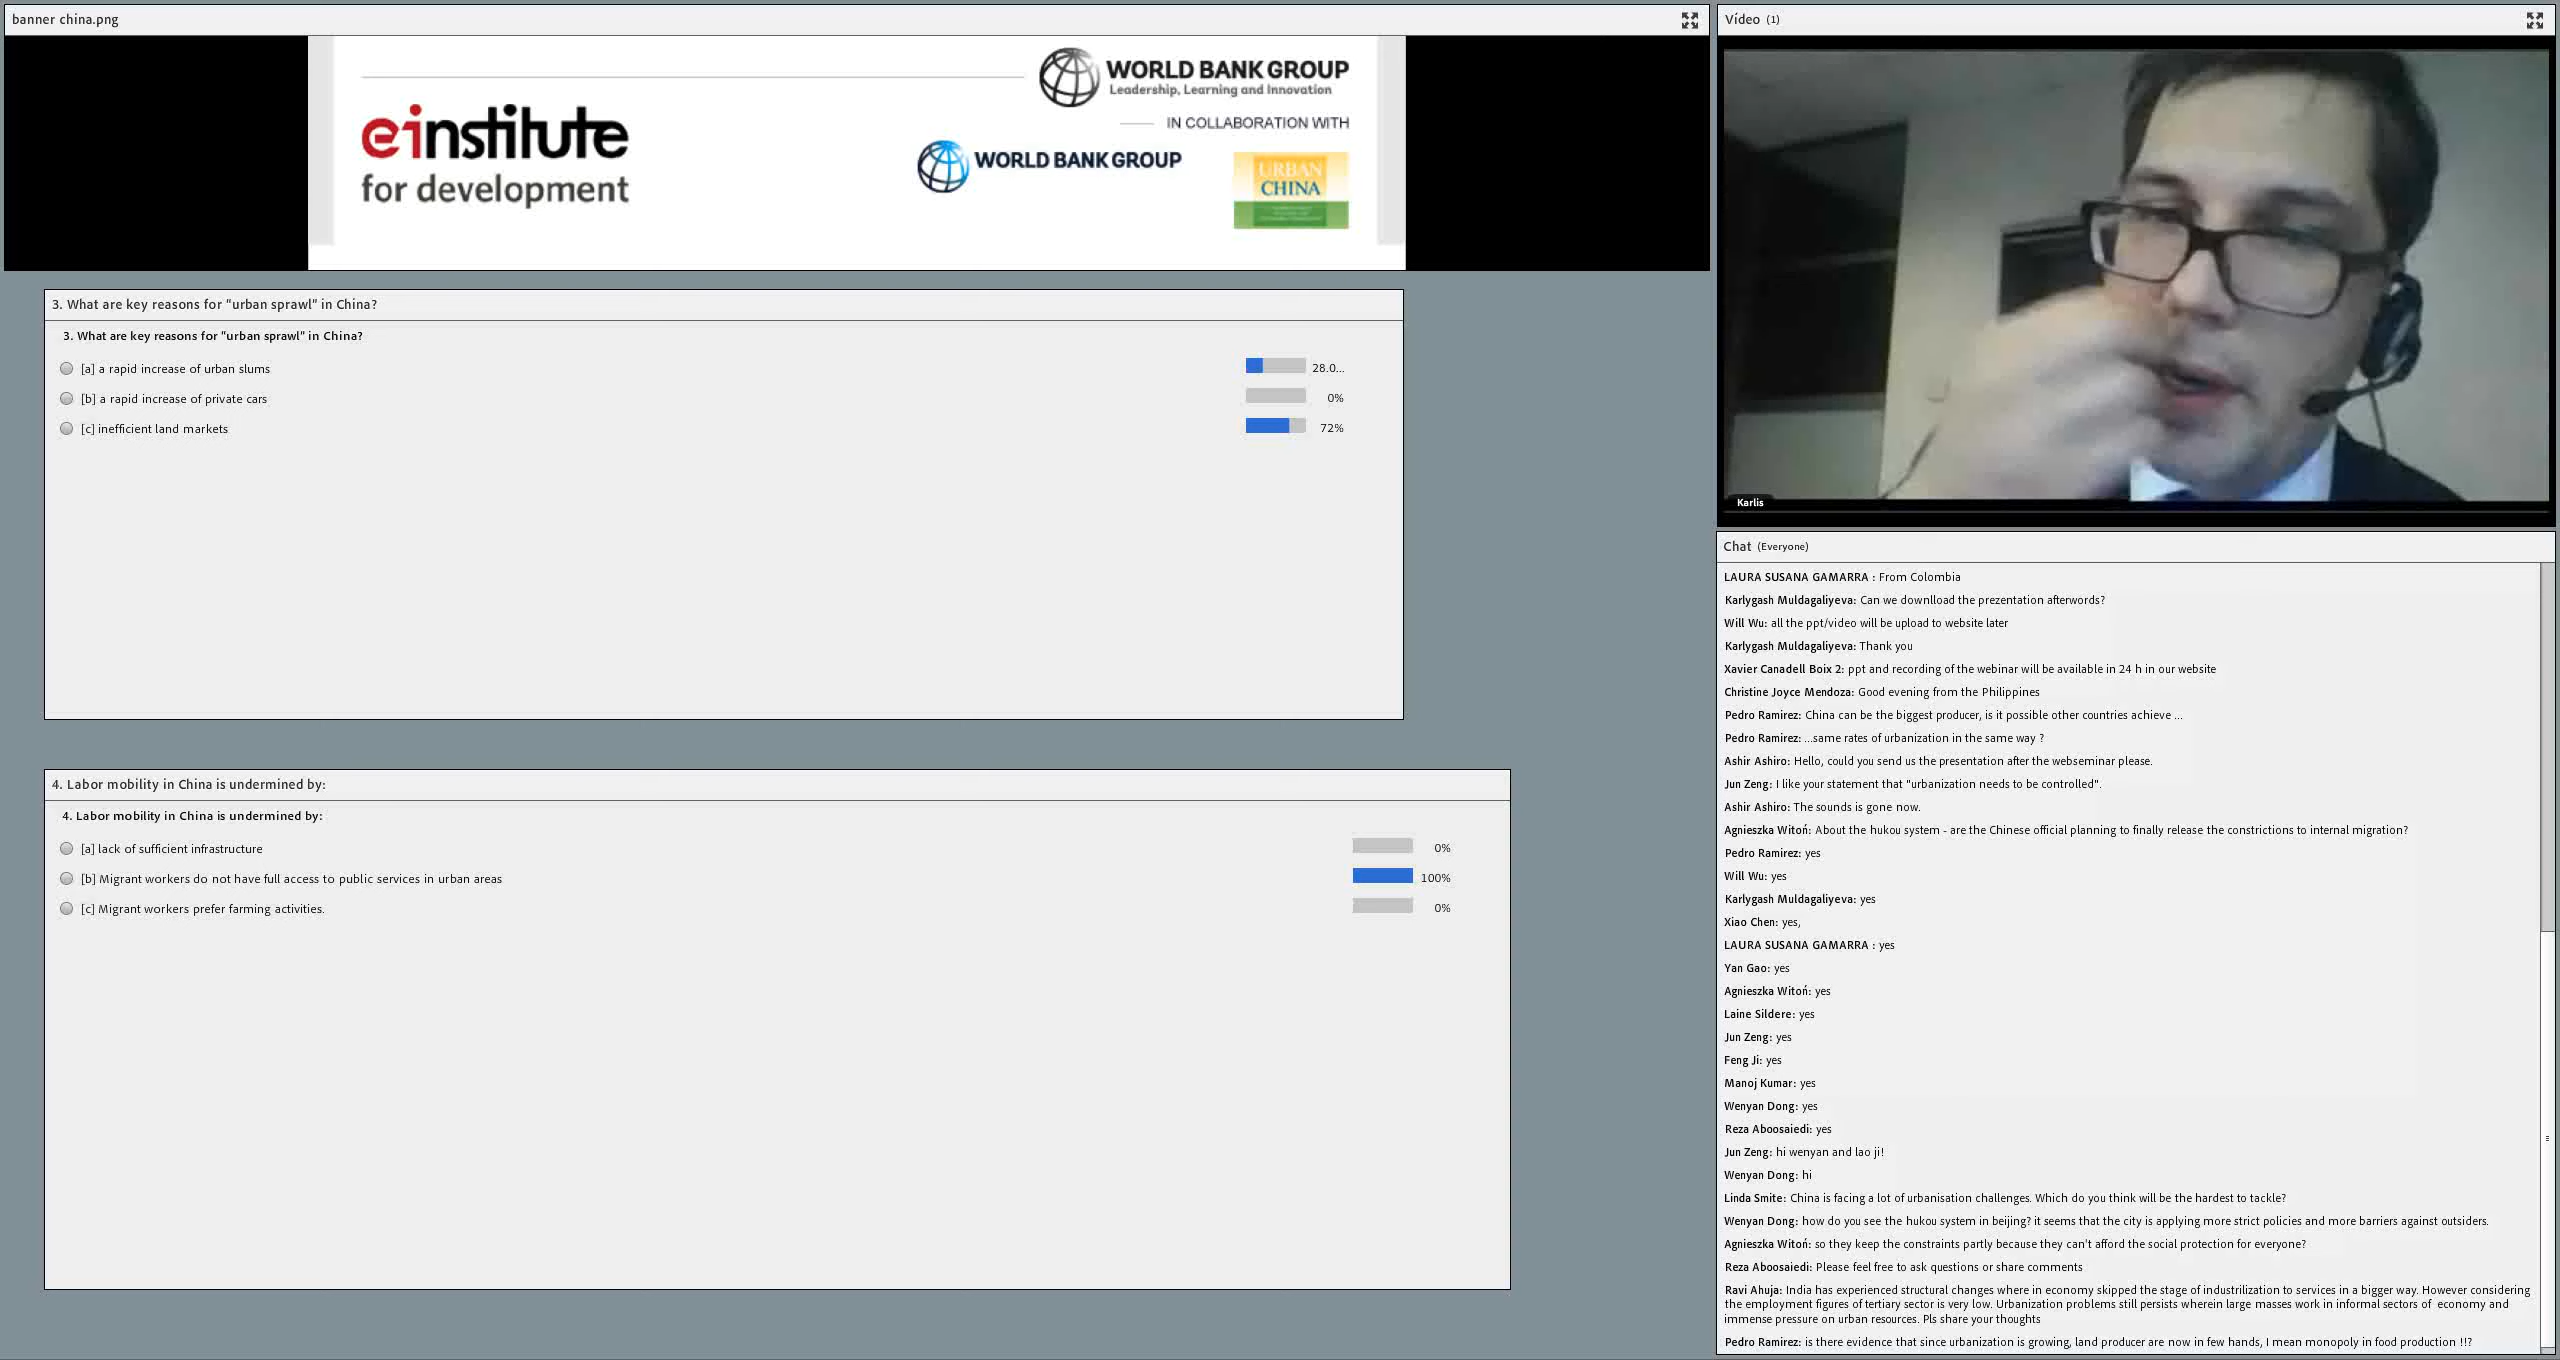 banner china.png
WORLD BANK GROUP
Leadership, Learning and Innovation
IN COLLABORATION WITH
einstitute
for development
WORLD BANK GROUP
URBAN
CHINA
3. What are key reasons for "urban sprawl" in China?
3. What are key reasons for "urban sprawl" in China?
[a] a rapid increase of urban slums 28.0...
[b] a rapid increase of private cars 0%
[c] inefficient land markets 72%
4. Labor mobility in China is undermined by:
4. Labor mobility in China is undermined by:
[a] lack of sufficient infrastructure 0%
[b] Migrant workers do not have full access to public services in urban areas 100%
[c] Migrant workers prefer farming activities. 0%
Vídeo (1)
Karlis
Chat (Everyone)
LAURA SUSANA GAMARRA : From Colombia
Karlygash Muldagaliyeva: Can we downlload the prezentation afterwords?
Will Wu: all the ppt/video will be upload to website later
Karlygash Muldagaliyeva: Thank you
Xavier Canadell Boix 2: ppt and recording of the webinar will be available in 24 h in our website
Christine Joyce Mendoza: Good evening from the Philippines
Pedro Ramirez: China can be the biggest producer, is it possible other countries achieve ...
Pedro Ramirez: ...same rates of urbanization in the same way ?
Ashir Ashiro: Hello, could you send us the presentation after the webseminar please.
Jun Zeng: I like your statement that "urbanization needs to be controlled".
Ashir Ashiro: The sounds is gone now.
Agnieszka Witoń: About the hukou system - are the Chinese official planning to finally release the constrictions to internal migration?
Pedro Ramirez: yes
Will Wu: yes
Karlygash Muldagaliyeva: yes
Xiao Chen: yes,
LAURA SUSANA GAMARRA : yes
Yan Gao: yes
Agnieszka Witoń: yes
Laine Sildere: yes
Jun Zeng: yes
Feng Ji: yes
Manoj Kumar: yes
Wenyan Dong: yes
Reza Aboosaiedi: yes
Jun Zeng: hi wenyan and lao ji!
Wenyan Dong: hi
Linda Smite: China is facing a lot of urbanisation challenges. Which do you think will be the hardest to tackle?
Wenyan Dong: how do you see the hukou system in beijing? it seems that the city is applying more strict policies and more barriers against outsiders.
Agnieszka Witoń: so they keep the constraints partly because they can't afford the social protection for everyone?
Reza Aboosaiedi: Please feel free to ask questions or share comments
Ravi Ahuja: India has experienced structural changes where in economy skipped the stage of industrilization to services in a bigger way. However considering
the employment figures of tertiary sector is very low. Urbanization problems still persists wherein large masses work in informal sectors of economy and
immense pressure on urban resources. Pls share your thoughts
Pedro Ramirez: is there evidence that since urbanization is growing, land producer are now in few hands, I mean monopoly in food production !!?